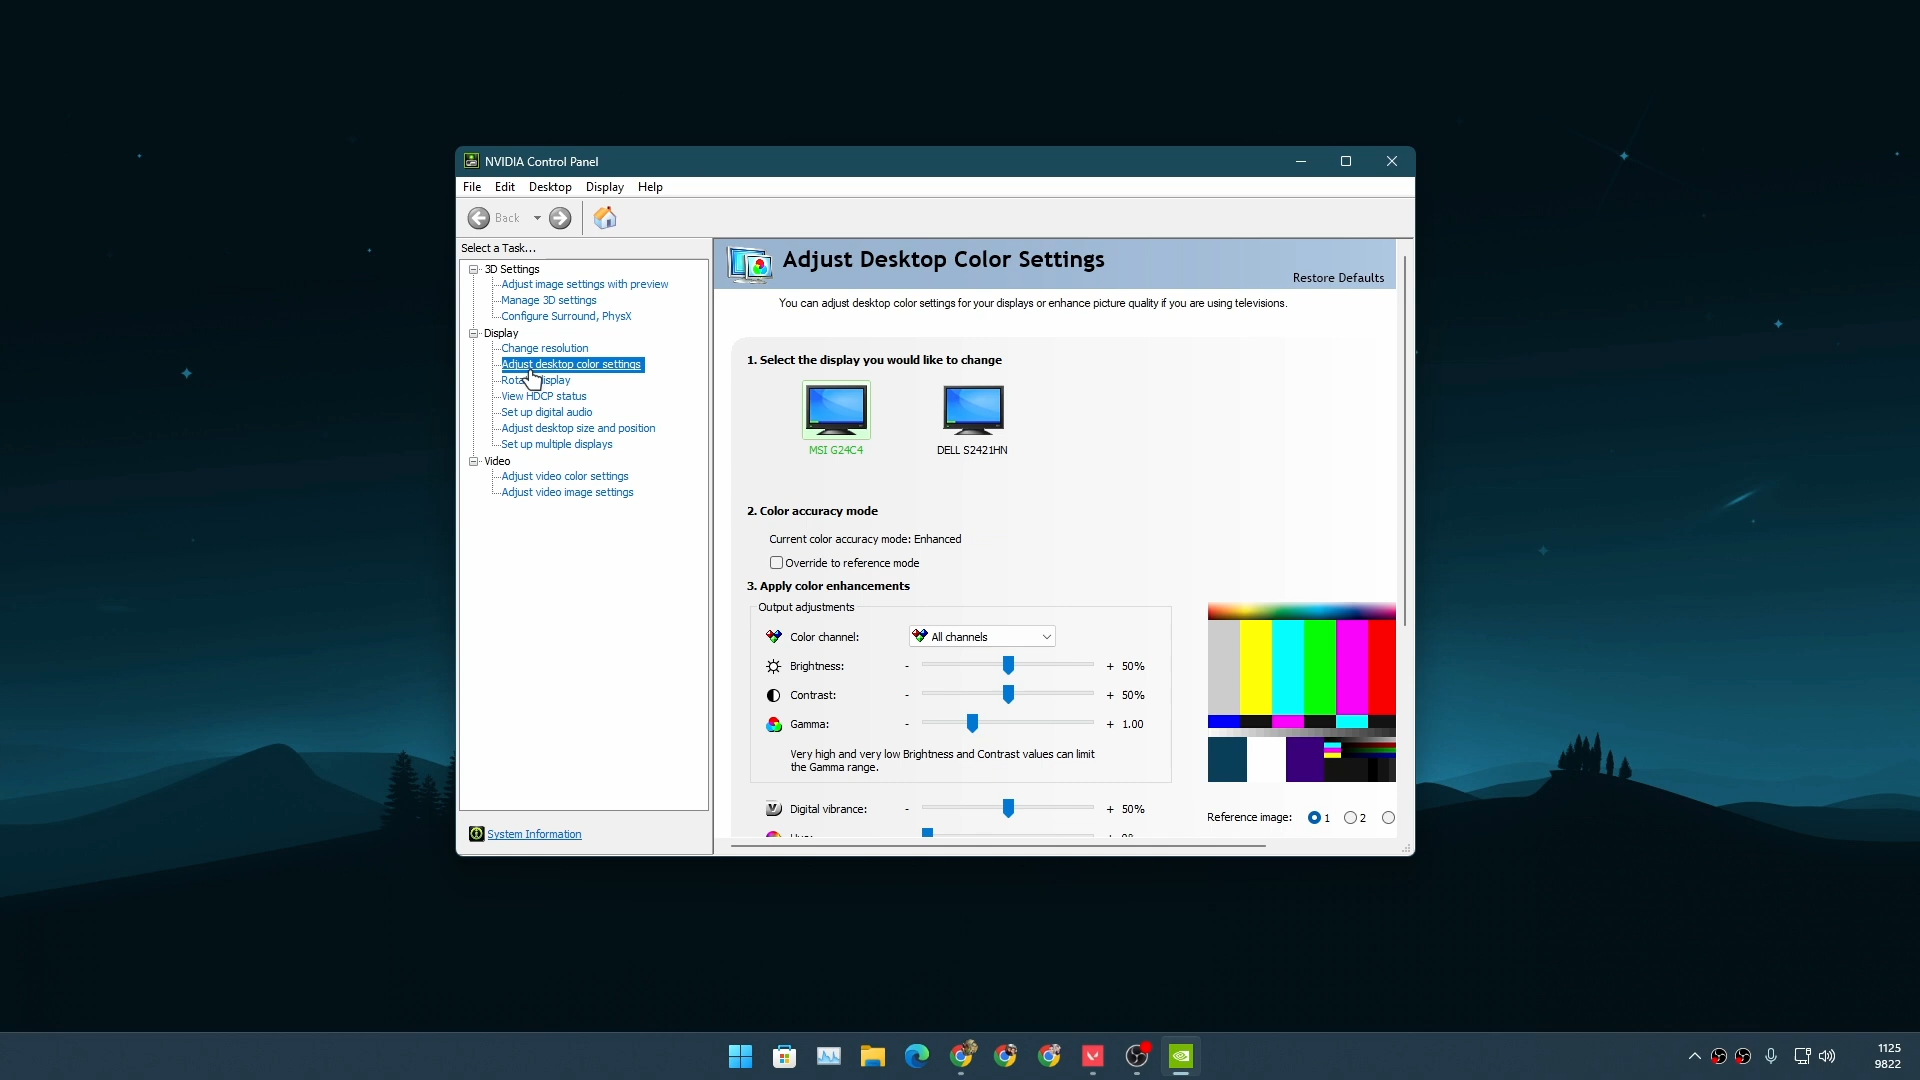 NVIDIA Control Panel
File Edit Desktop Display Help
Back
Select a Task...
3D Settings
Adjust image settings with preview
Manage 3D settings
Configure Surround, PhysX
Display
Change resolution
Adjust desktop color settings
Rotate display
View HDCP status
Set up digital audio
Adjust desktop size and position
Set up multiple displays
Video
Adjust video color settings
Adjust video image settings
System Information
Adjust Desktop Color Settings
Restore Defaults
You can adjust desktop color settings for your displays or enhance picture quality if you are using televisions.
1. Select the display you would like to change
MSI G24C4 DELL S2421HN
2. Color accuracy mode
Current color accuracy mode: Enhanced
Override to reference mode
3. Apply color enhancements
Output adjustments
Color channel: All channels
Brightness: - + 50%
Contrast: - + 50%
Gamma: - + 1.00
Very high and very low Brightness and Contrast values can limit
the Gamma range.
Digital vibrance: - + 50%
Reference image: 1 2
1125
9822